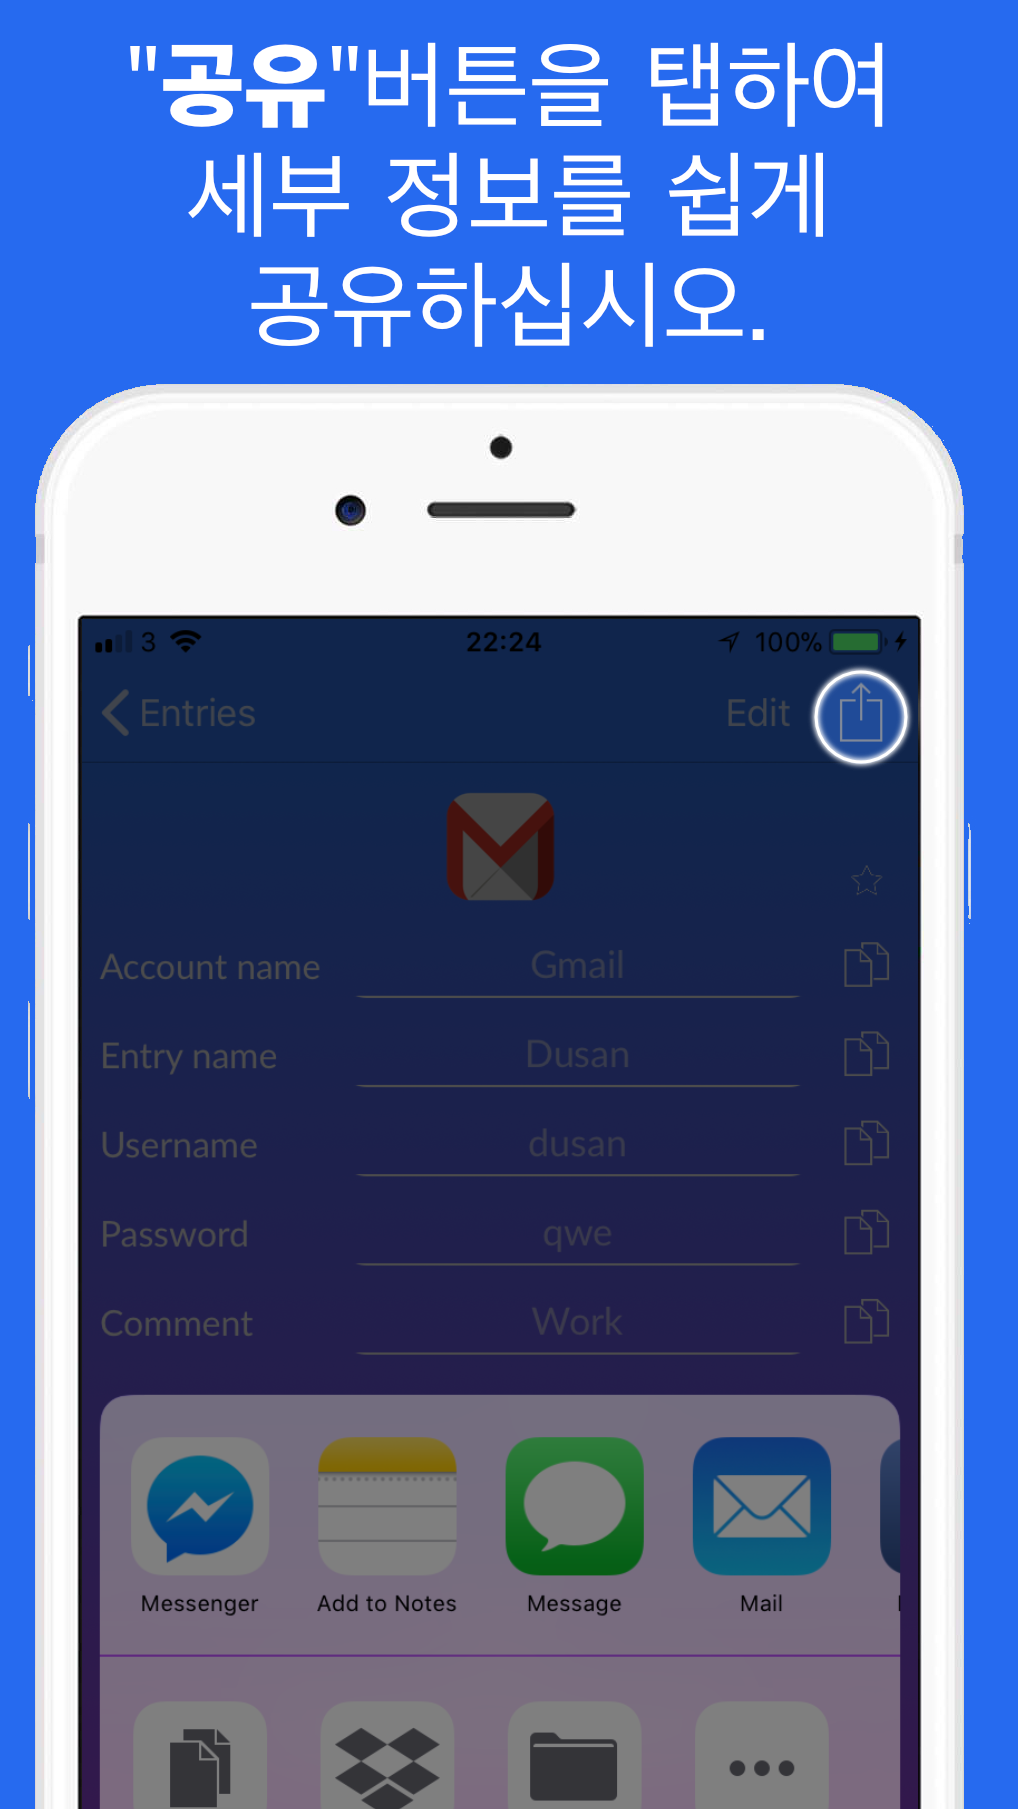 "공유"버튼을 탭하여
세부 정보를 쉽게
공유하십시오.
3 22:24 100%
Entries Edit
Account name Gmail
Entry name Dusan
Username dusan
Password qwe
Comment Work
Messenger Add to Notes Message Mail